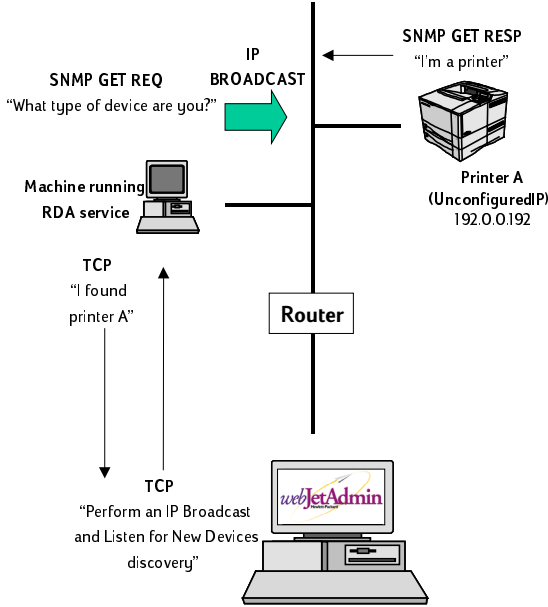 SNMP GET RESP
"I'm a printer"
IP
BROADCAST
SNMP GET REQ
"What type of device are you?"
Printer A
(UnconfiguredIP)
192.0.0.192
Machine running
RDA service
TCP
"I found
printer A"
Router
TCP
"Perform an IP Broadcast
and Listen for New Devices
discovery"
webJetAdmin
Hewlett-Packard